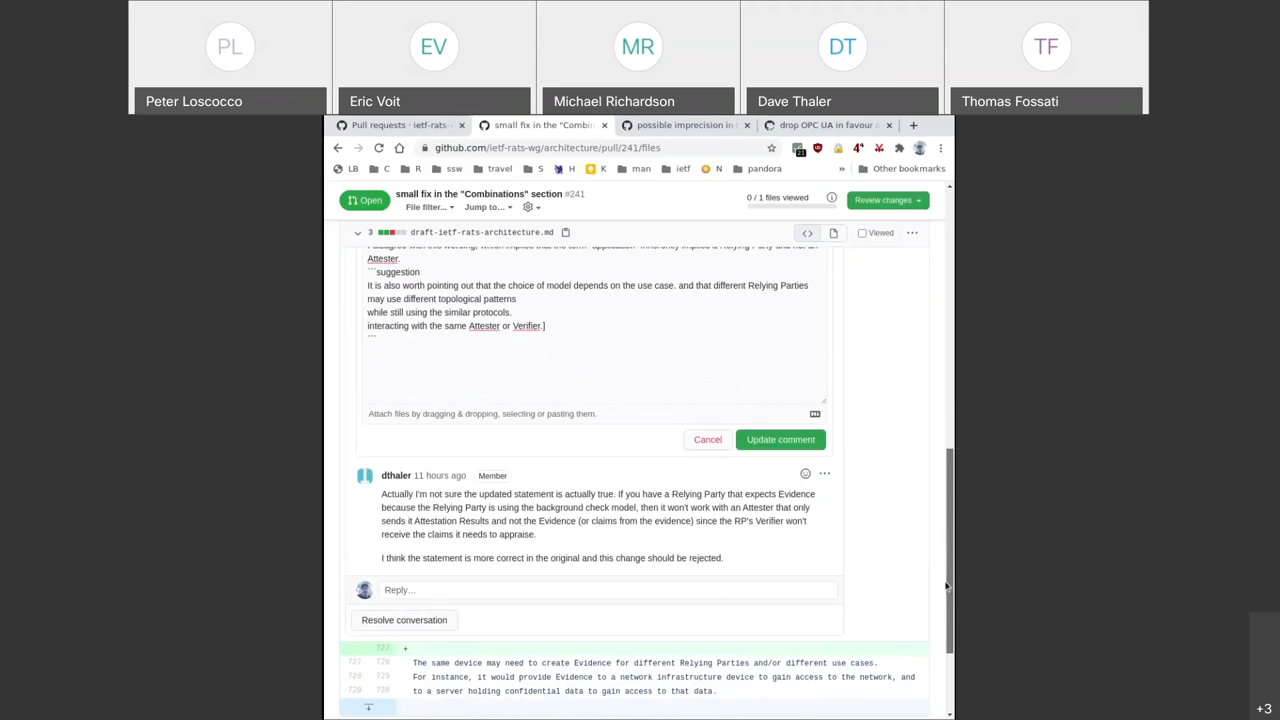 PL
EV
MR
DT
TF
Peter Loscocco
Eric Voit
Michael Richardson
Dave Thaler
Thomas Fossati
Pull requests · ietf-rats-
small fix in the "Combin
possible imprecision in s
drop OPC UA in favour d
github.com/ietf-rats-wg/architecture/pull/241/files
21
LB
C
R
ssw
travel
S
H
K
man
ietf
N
pandora
»
Other bookmarks
Open
small fix in the "Combinations" section #241
File filter...
Jump to...
0 / 1 files viewed
Review changes
3
draft-ietf-rats-architecture.md
Viewed
Attester.
```suggestion
It is also worth pointing out that the choice of model depends on the use case. and that different Relying Parties
may use different topological patterns
while still using the similar protocols.
interacting with the same Attester or Verifier.]
```
Attach files by dragging & dropping, selecting or pasting them.
Cancel
Update comment
dthaler 11 hours ago Member
Actually I'm not sure the updated statement is actually true. If you have a Relying Party that expects Evidence
because the Relying Party is using the background check model, then it won't work with an Attester that only
sends it Attestation Results and not the Evidence (or claims from the evidence) since the RP's Verifier won't
receive the claims it needs to appraise.
I think the statement is more correct in the original and this change should be rejected.
Reply…
Resolve conversation
727 +
727 728 The same device may need to create Evidence for different Relying Parties and/or different use cases.
728 729 For instance, it would provide Evidence to a network infrastructure device to gain access to the network, and
729 730 to a server holding confidential data to gain access to that data.
+3